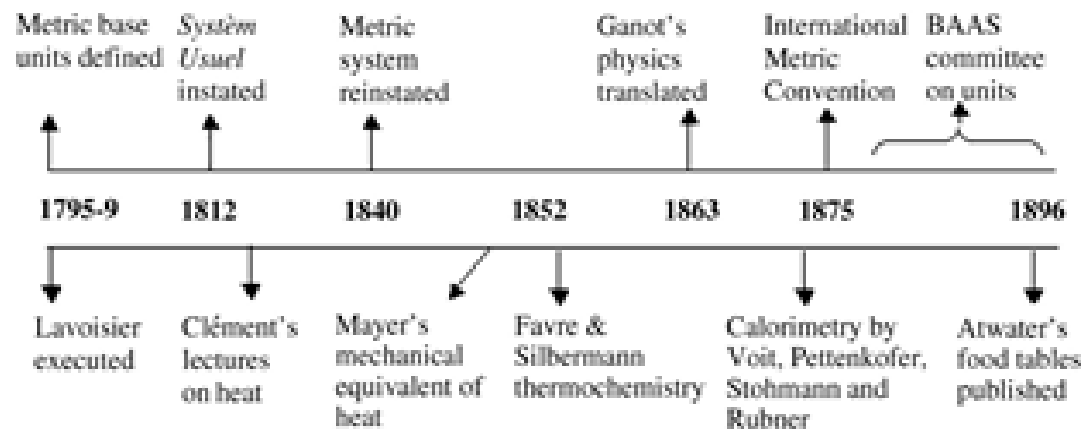 Metric base
units defined
Systèm
Usuel
instated
Metric
system
reinstated
Ganot's
physics
translated
International
Metric
Convention
BAAS
committee
on units
1795-9 1812 1840 1852 1863 1875 1896
Lavoisier
executed
Clément's
lectures
on heat
Mayer's
mechanical
equivalent of
heat
Favre &
Silbermann
thermochemistry
Calorimetry by
Voit, Pettenkofer,
Stohmann and
Rubner
Atwater's
food tables
published